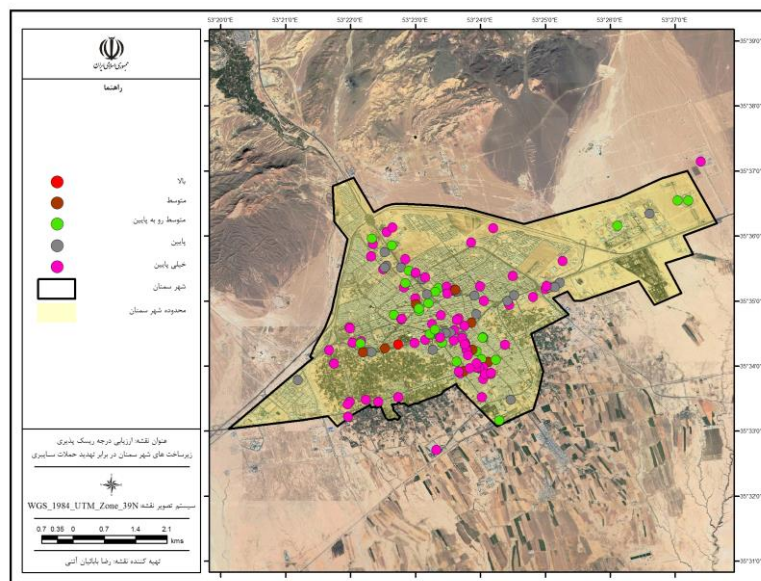 53°20'0"E 53°21'0"E 53°22'0"E 53°23'0"E 53°24'0"E 53°25'0"E 53°26'0"E 53°27'0"E
جمهوری اسلامی ایران
راهنما
بالا
متوسط
متوسط رو به پایین
پایین
خیلی پایین
شهر سمنان
محدوده شهر سمنان
عنوان نقشه: ارزیابی درجه ریسک پذیری
زیرساخت های شهر سمنان در برابر تهدید حملات سایبری
سیستم تصویر نقشه: WGS_1984_UTM_Zone_39N
0.7 0.35 0 0.7 1.4 2.1
kms
تهیه کننده نقشه: رضا بابائیان آتنی
35°39'0"
35°38'0"
35°37'0"
35°36'0"
35°35'0"
35°34'0"
35°33'0"
35°32'0"
35°31'0"